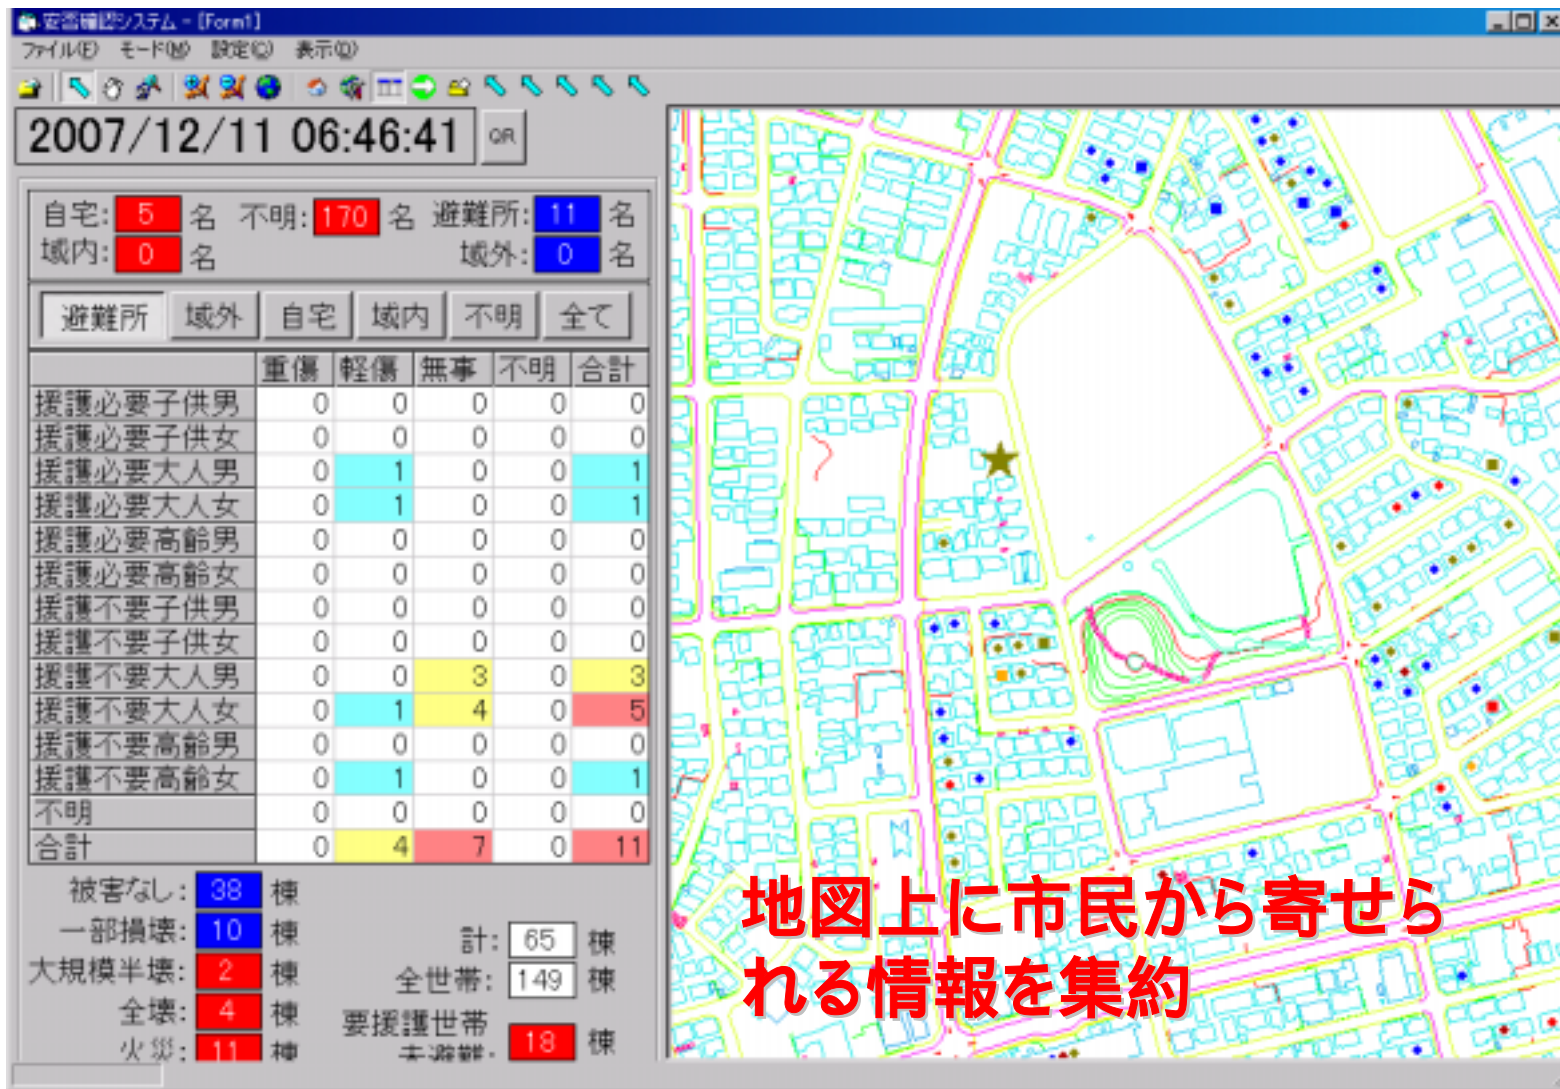 安否確認システム - [Form1]
ファイル(F) モード(M) 設定(C) 表示(D)
2007/12/11 06:46:41 QR
自宅: 5 名 不明: 170 名 避難所: 11 名
域内: 0 名 域外: 0 名
避難所 域外 自宅 域内 不明 全て
重傷 軽傷 無事 不明 合計
援護必要子供男 0 0 0 0 0
援護必要子供女 0 0 0 0 0
援護必要大人男 0 1 0 0 1
援護必要大人女 0 1 0 0 1
援護必要高齢男 0 0 0 0 0
援護必要高齢女 0 0 0 0 0
援護不要子供男 0 0 0 0 0
援護不要子供女 0 0 0 0 0
援護不要大人男 0 0 3 0 3
援護不要大人女 0 1 4 0 5
援護不要高齢男 0 0 0 0 0
援護不要高齢女 0 1 0 0 1
不明 0 0 0 0 0
合計 0 4 7 0 11
被害なし: 38 棟
一部損壊: 10 棟
大規模半壊: 2 棟
全壊: 4 棟
火災: 11 棟
計: 65 棟
全世帯: 149 棟
要援護世帯
未避難: 18 棟
地図上に市民から寄せら
れる情報を集約